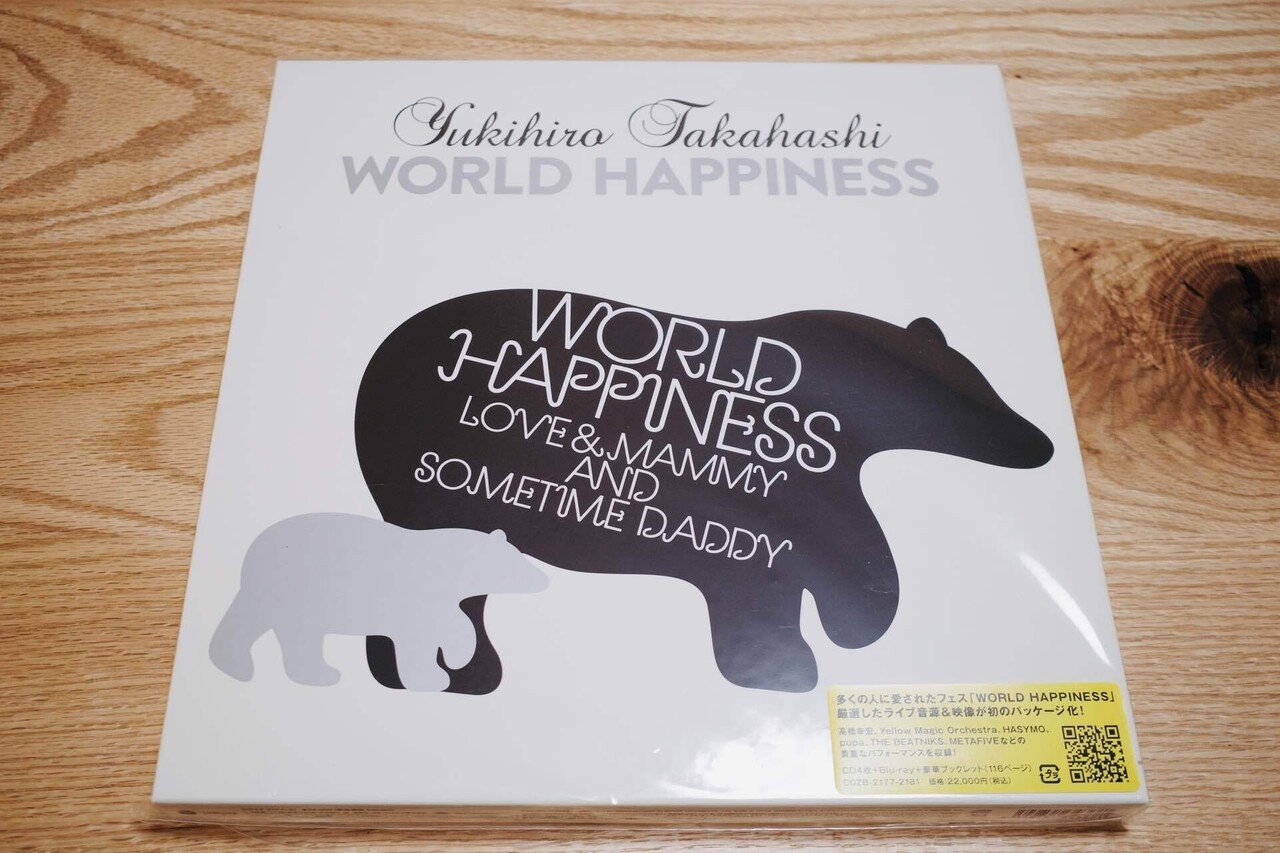 Yukihiro Takahashi
WORLD HAPPINESS
WORLD
HAPPINESS
LOVE & MAMMY
AND
SOMETIME DADDY
多くの人に愛されたフェス「WORLD HAPPINESS」
厳選したライブ音源&映像が初のパッケージ化!
高橋幸宏、Yellow Magic Orchestra、HASYMO、
pupa、THE BEATNIKS、METAFIVEなどの
貴重なパフォーマンスを収録!
CD4枚+Blu-ray+豪華ブックレット(116ページ)
COZB-2177-2181 価格:22,000円(税込)